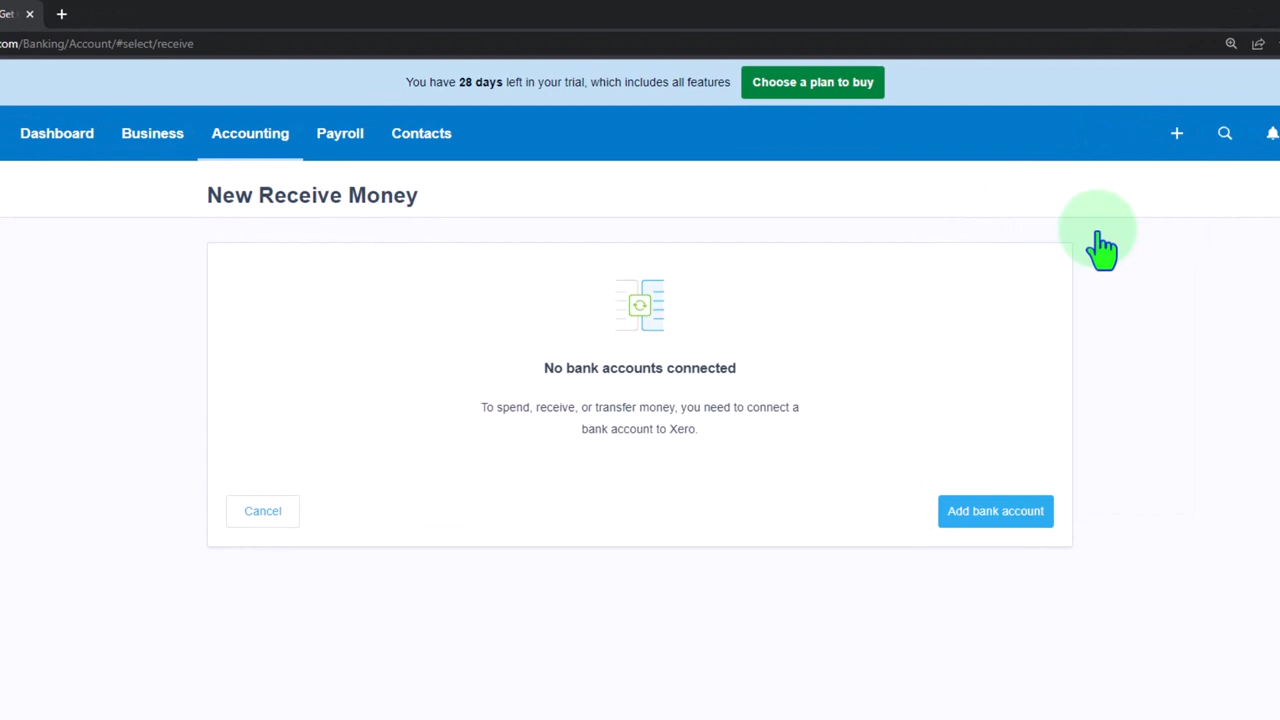 Get
com/Banking/Account/#select/receive
You have 28 days left in your trial, which includes all features
Choose a plan to buy
Dashboard Business Accounting Payroll Contacts
New Receive Money
No bank accounts connected
To spend, receive, or transfer money, you need to connect a
bank account to Xero.
Cancel
Add bank account